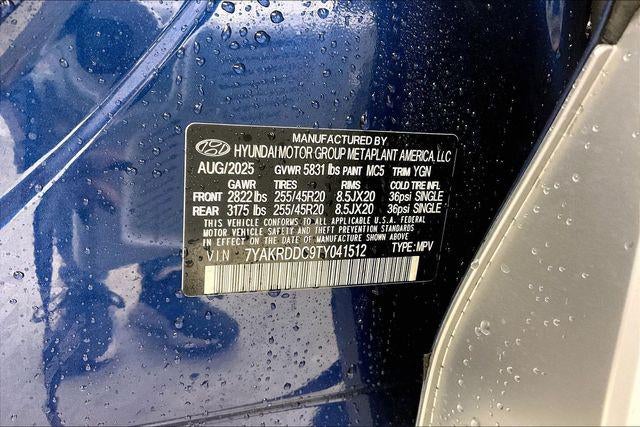 MANUFACTURED BY
HYUNDAI MOTOR GROUP METAPLANT AMERICA, LLC
AUG/2025 GVWR 5831 lbs PAINT MC5 TRIM YGN
GAWR TIRES RIMS COLD TIRE INFL
FRONT 2822 lbs 255/45R20 8.5JX20 36psi SINGLE
REAR 3175 lbs 255/45R20 8.5JX20 36psi SINGLE
THIS VEHICLE CONFORMS TO ALL APPLICABLE U.S.A. FEDERAL
MOTOR VEHICLE SAFETY AND THEFT PREVENTION STANDARDS
IN EFFECT ON THE DATE OF MANUFACTURE SHOWN ABOVE.
V.I.N 7YAKRDDC9TY041512 TYPE: MPV